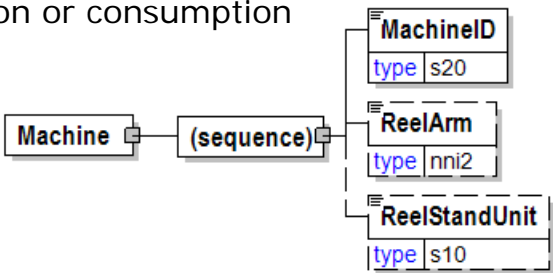 on or consumption
MachineID
type s20
ReelArm
type nni2
Machine
(sequence)
ReelStandUnit
type s10